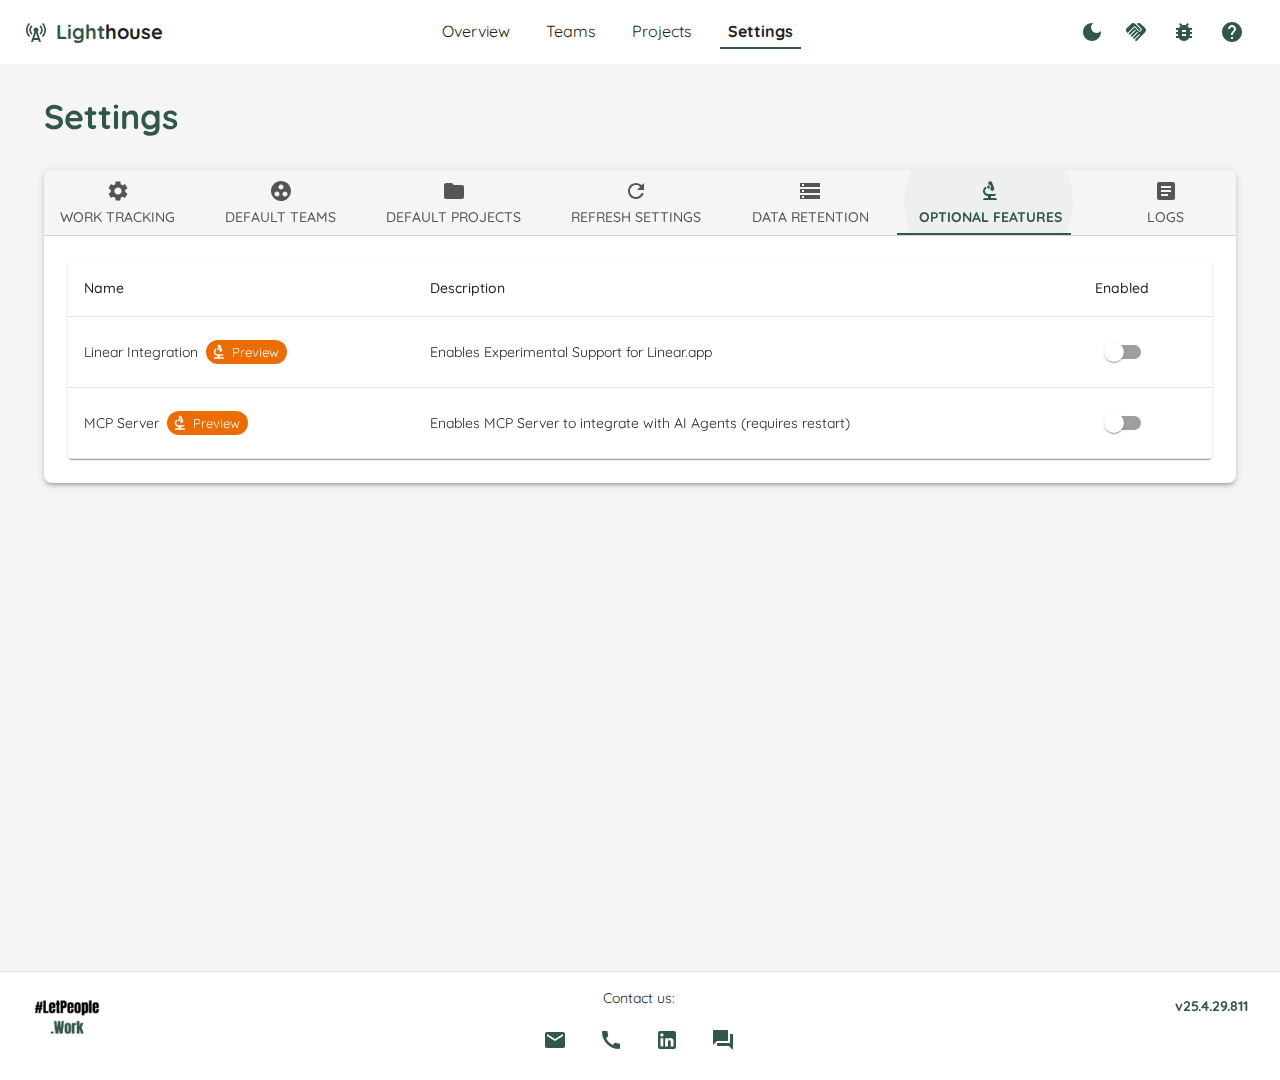 Lighthouse
Overview Teams Projects Settings
Settings
WORK TRACKING DEFAULT TEAMS DEFAULT PROJECTS REFRESH SETTINGS DATA RETENTION OPTIONAL FEATURES LOGS
Name Description Enabled
Linear Integration Preview Enables Experimental Support for Linear.app
MCP Server Preview Enables MCP Server to integrate with AI Agents (requires restart)
#LetPeople
.Work
Contact us:
v25.4.29.811